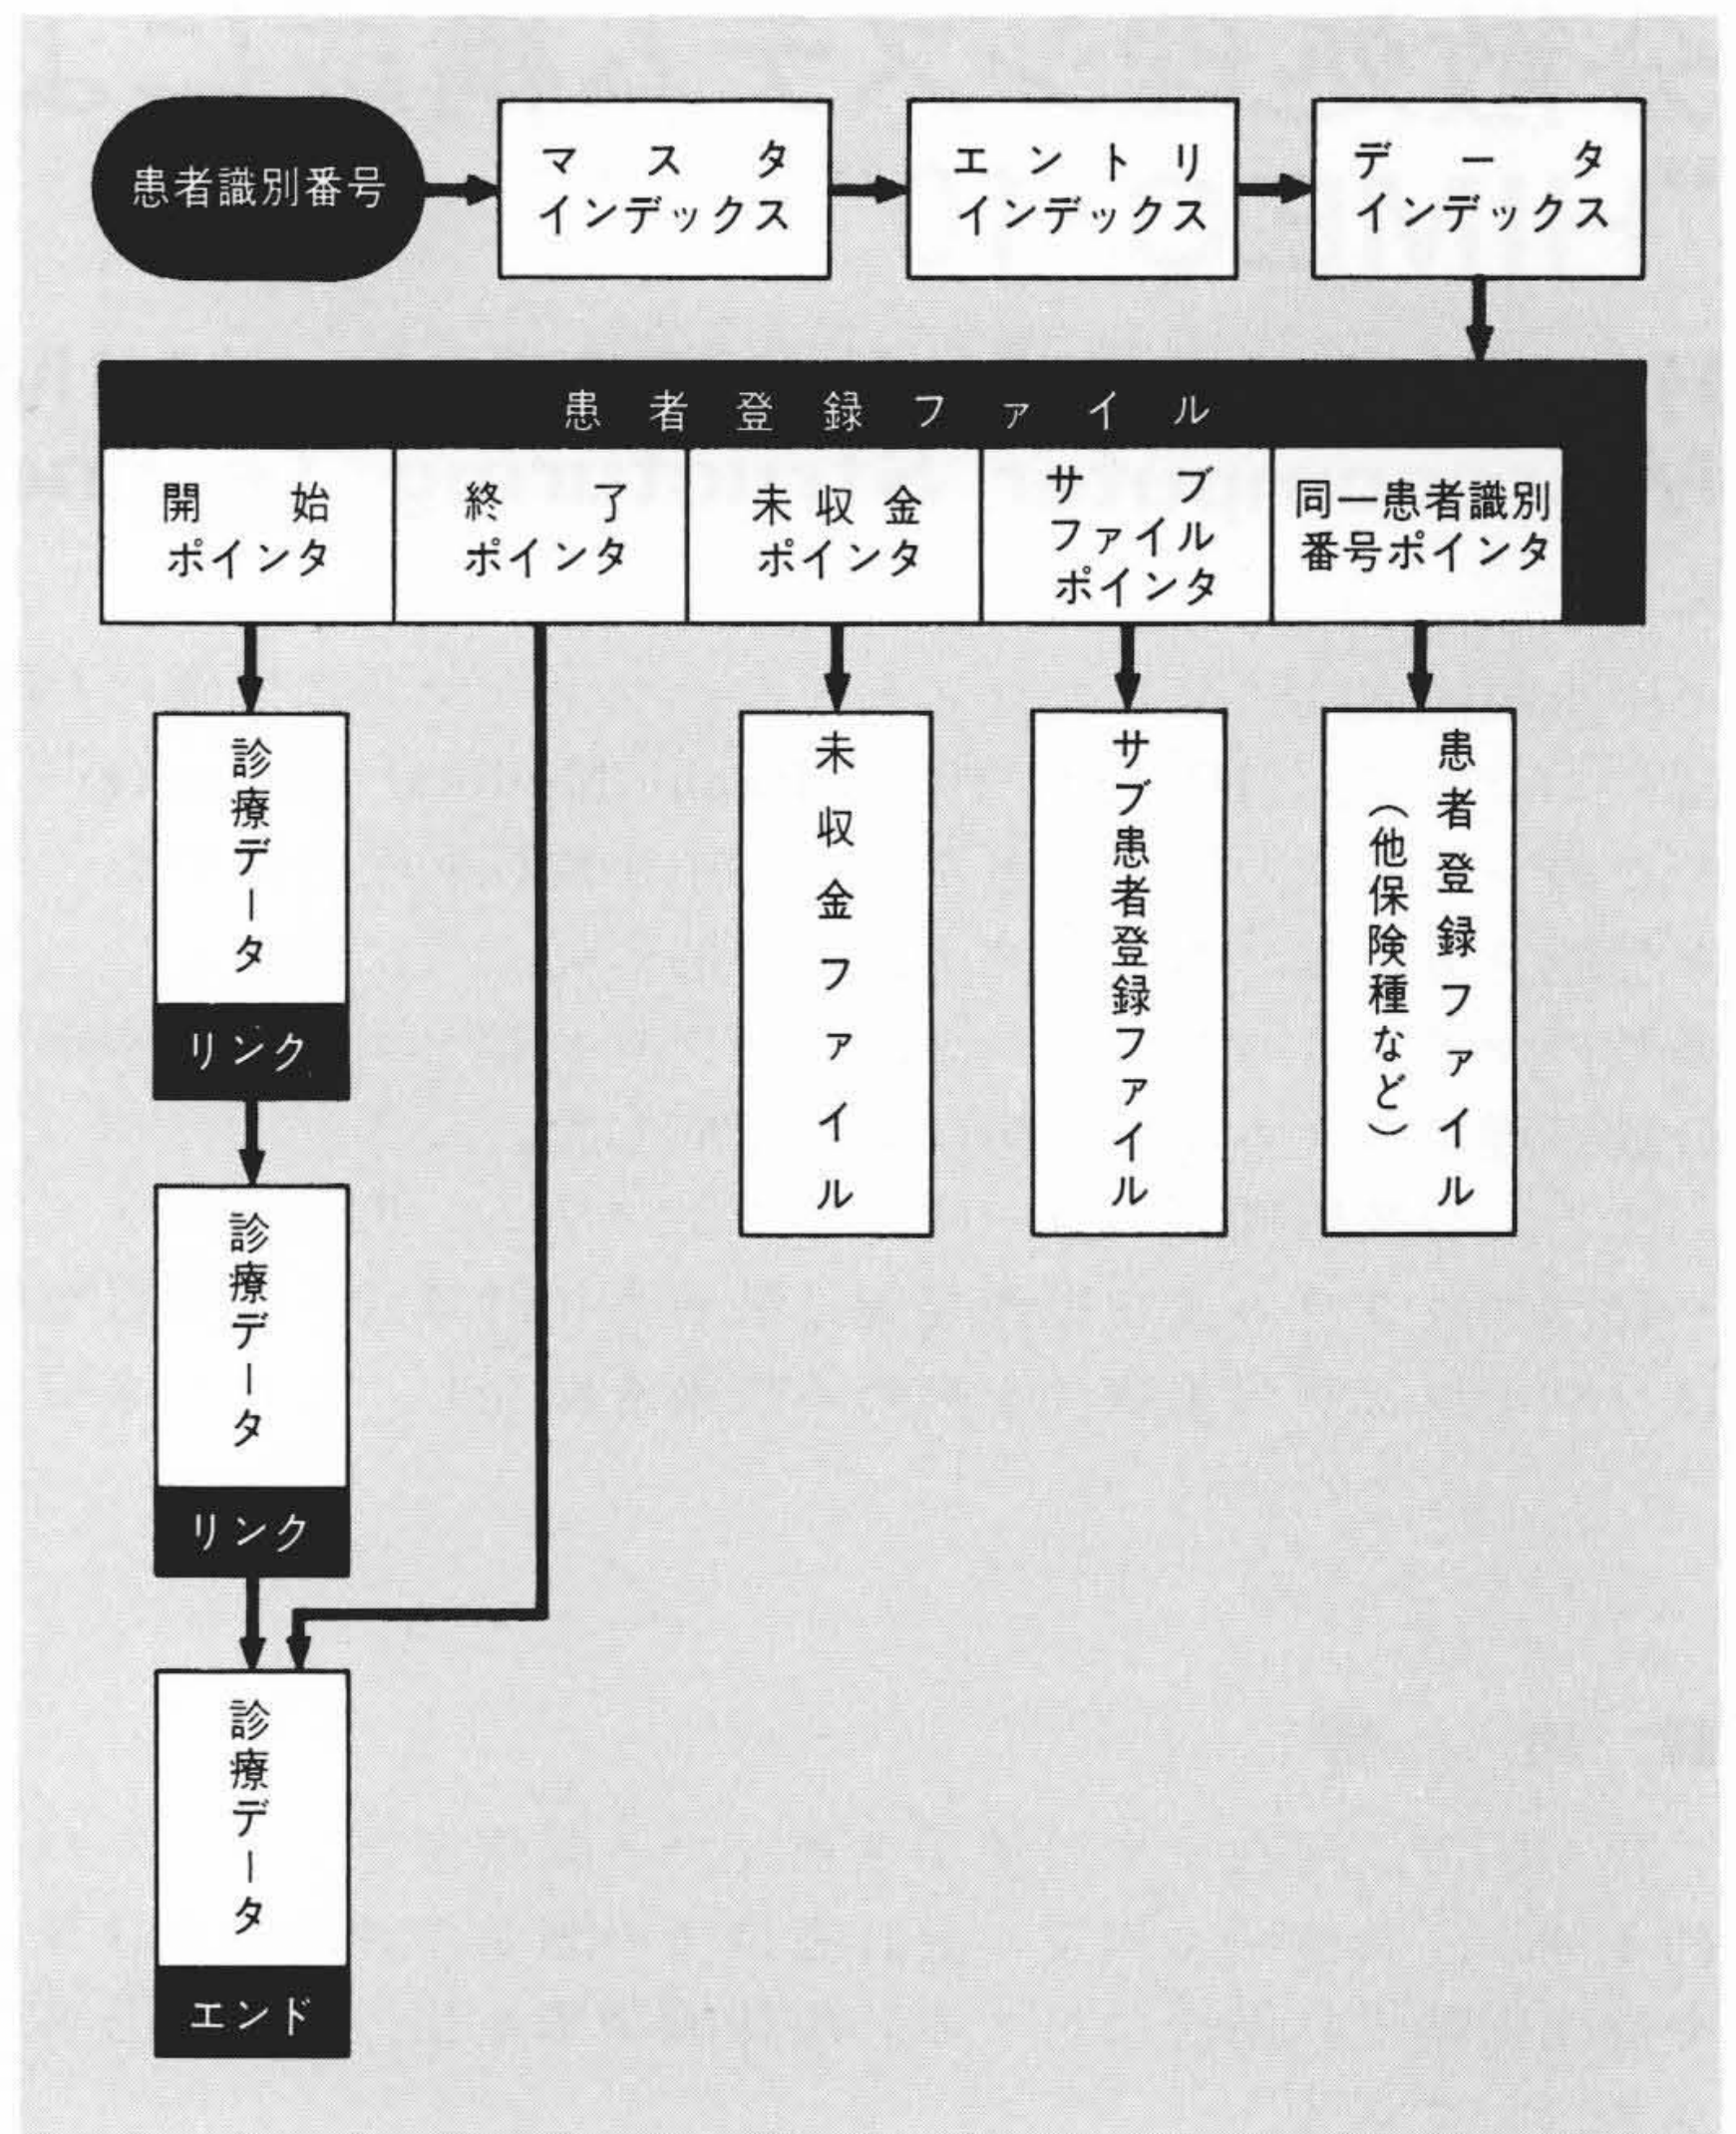 患者識別番号
マスタ
インデックス
エントリ
インデックス
データ
インデックス
患者登録ファイル
開始
ポインタ
終了
ポインタ
未収金
ポインタ
サブ
ファイル
ポインタ
同一患者識別
番号ポインタ
診療データ
リンク
診療データ
リンク
診療データ
エンド
未収金ファイル
サブ患者登録ファイル
患者登録ファイル
（他保険種など）